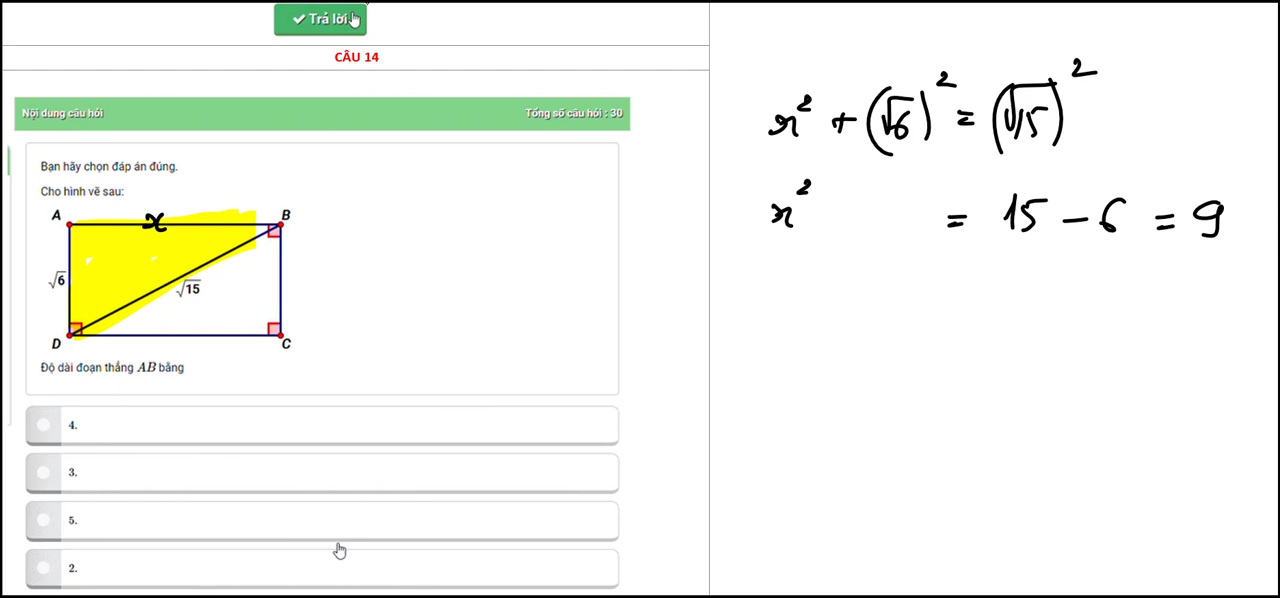 Trả lời
CÂU 14
Nội dung câu hỏi
Tổng số câu hỏi : 30
Bạn hãy chọn đáp án đúng.
Cho hình vẽ sau:
A
x
B
√6
√15
D
C
Độ dài đoạn thẳng AB bằng
4.
3.
5.
2.
x² + (√6)² = (√15)²
x² = 15 − 6 = 9